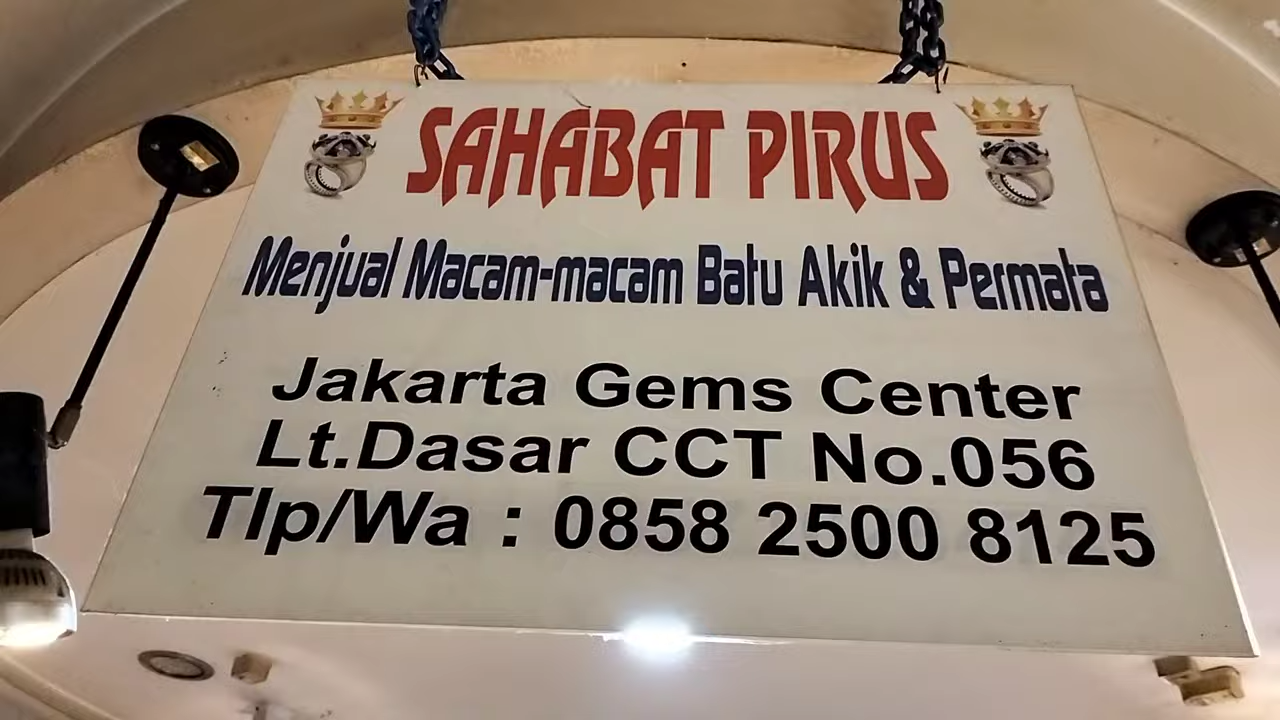 SAHABAT PIRUS
Menjual Macam-macam Batu Akik & Permata
Jakarta Gems Center
Lt.Dasar CCT No.056
Tlp/Wa : 0858 2500 8125